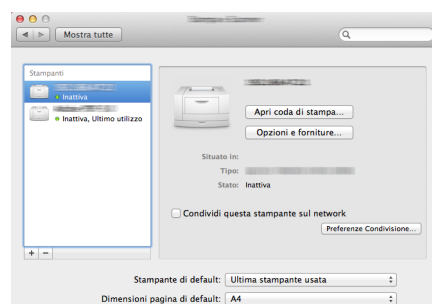 Mostra tutte
Stampanti
Inattiva
Inattiva, Ultimo utilizzo
Apri coda di stampa...
Opzioni e forniture...
Situato in:
Tipo:
Stato: Inattiva
Condividi questa stampante sul network
Preferenze Condivisione...
+ −
Stampante di default: Ultima stampante usata
Dimensioni pagina di default: A4